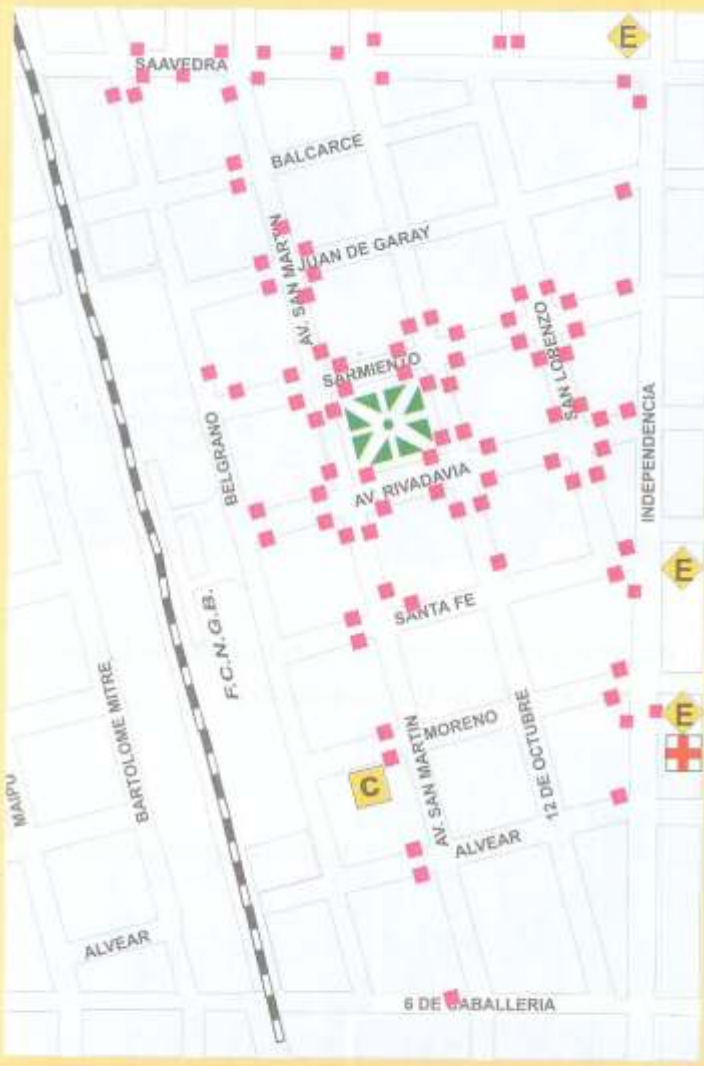 E
SAAVEDRA
BALCARCE
AV. SAN MARTIN
JUAN DE GARAY
SARMIENTO
SAN LORENZO
BELGRANO
INDEPENDENCIA
AV. RIVADAVIA
E
F.C.N.G.B.
SANTA FE
BARTOLOME MITRE
MAIPU
E
MORENO
12 DE OCTUBRE
AV. SAN MARTIN
C
ALVEAR
ALVEAR
6 DE CABALLERIA